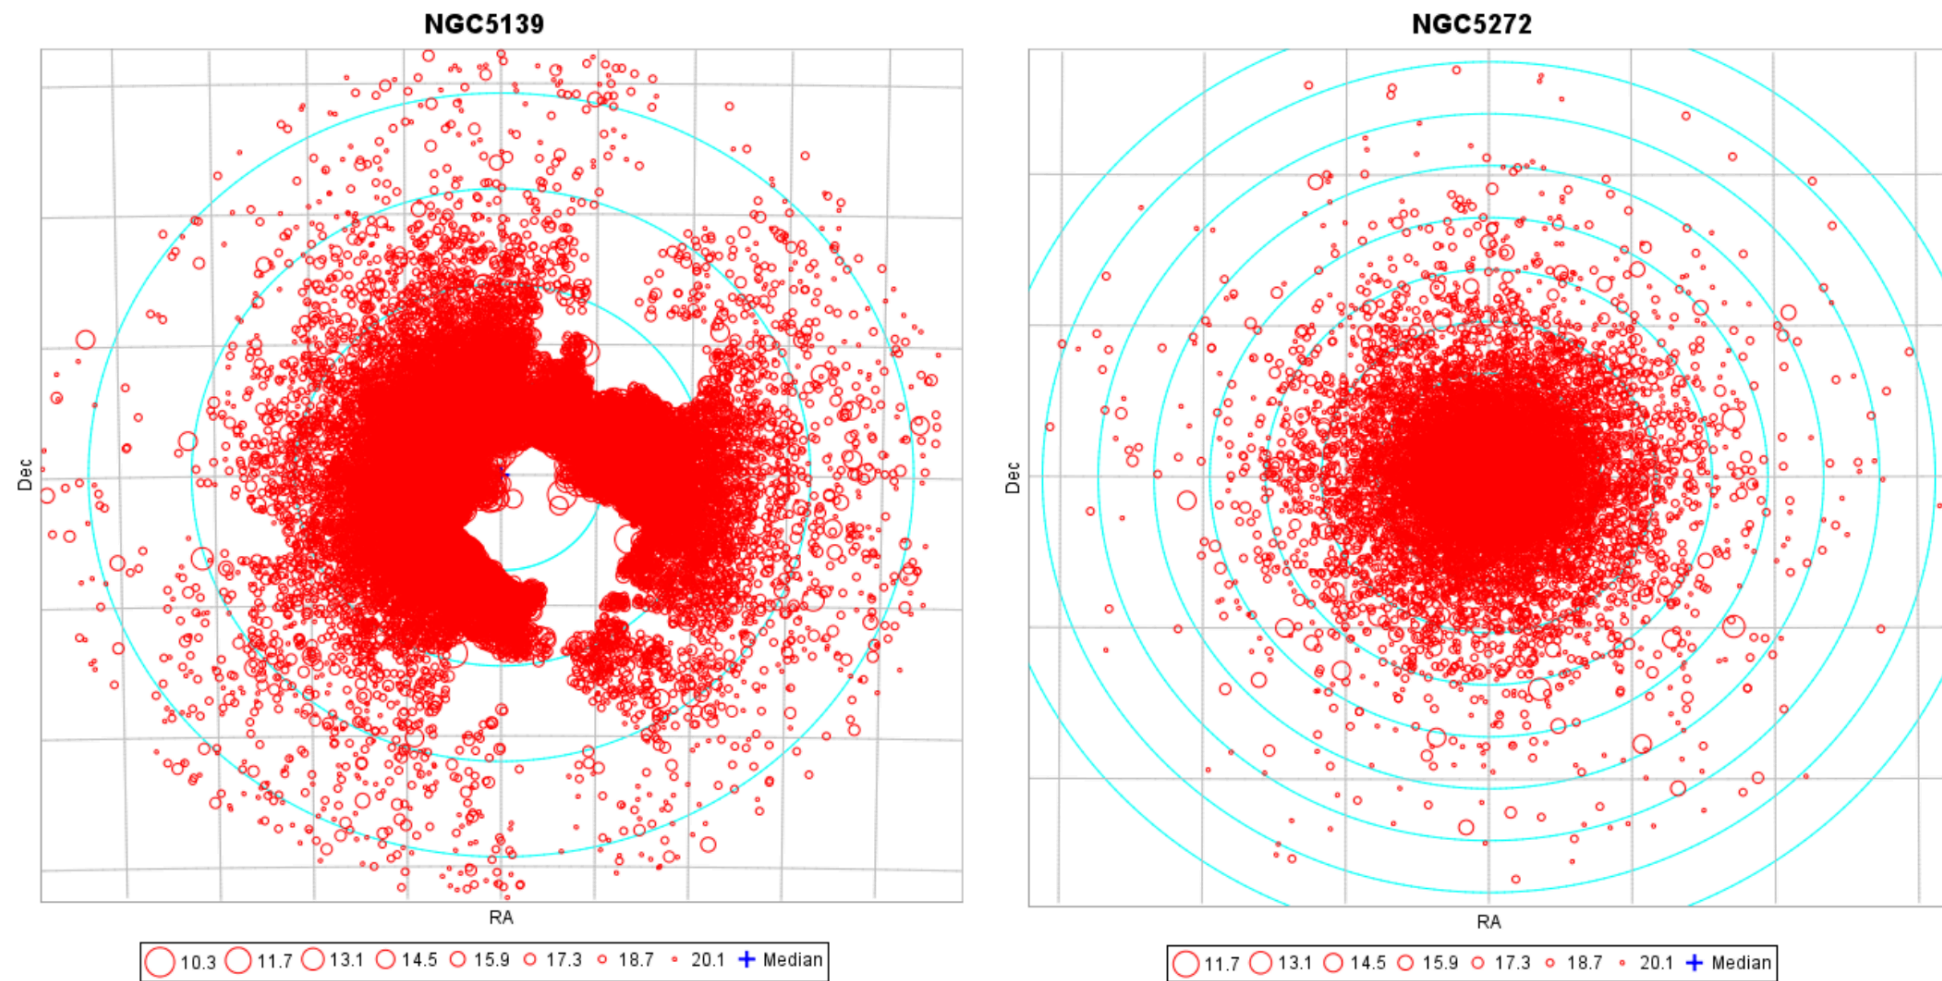 NGC5139
Dec
RA
10.3 11.7 13.1 14.5 15.9 17.3 18.7 20.1 Median
NGC5272
Dec
RA
11.7 13.1 14.5 15.9 17.3 18.7 20.1 Median